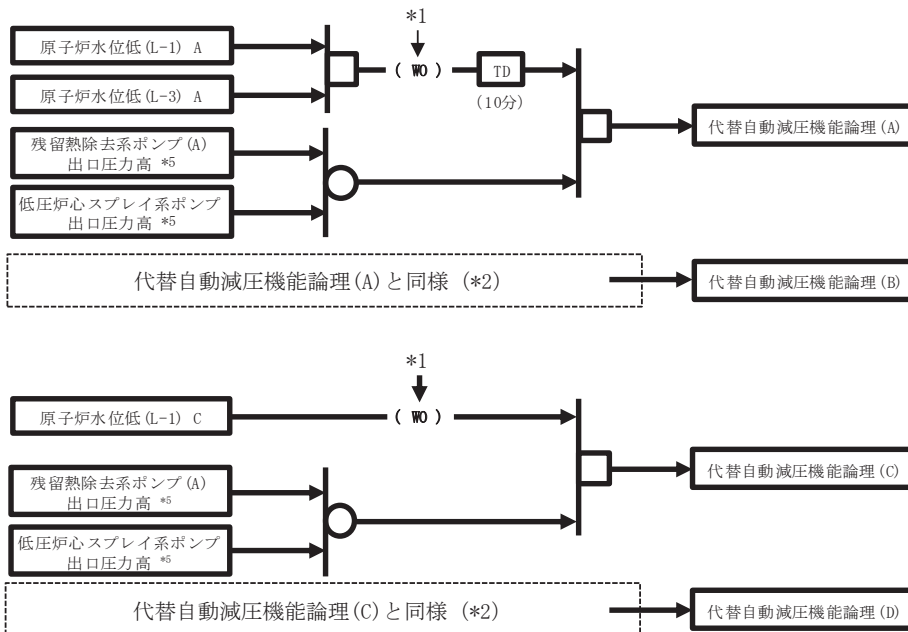 *1
原子炉水位低(L-1) A
( WO )
TD
(10分)
原子炉水位低(L-3) A
代替自動減圧機能論理(A)
残留熱除去系ポンプ(A)
出口圧力高 *5
低圧炉心スプレイ系ポンプ
出口圧力高 *5
代替自動減圧機能論理(A)と同様 (*2)
代替自動減圧機能論理(B)
*1
原子炉水位低(L-1) C
( WO )
代替自動減圧機能論理(C)
残留熱除去系ポンプ(A)
出口圧力高 *5
低圧炉心スプレイ系ポンプ
出口圧力高 *5
代替自動減圧機能論理(C)と同様 (*2)
代替自動減圧機能論理(D)